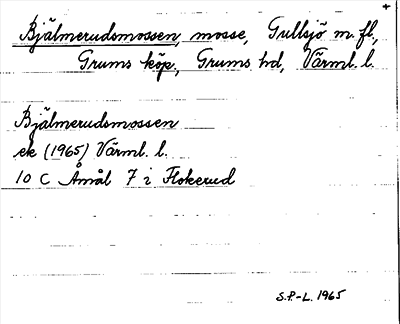 Bjälmerudsmossen, mosse, Gullsjö m. fl.,
Grums köp., Grums hd, Värml. l.
Bjälmerudsmossen
ek (1965) Värml. l.
10 C Åmål 7 i Flokerud
S.P.-L. 1965